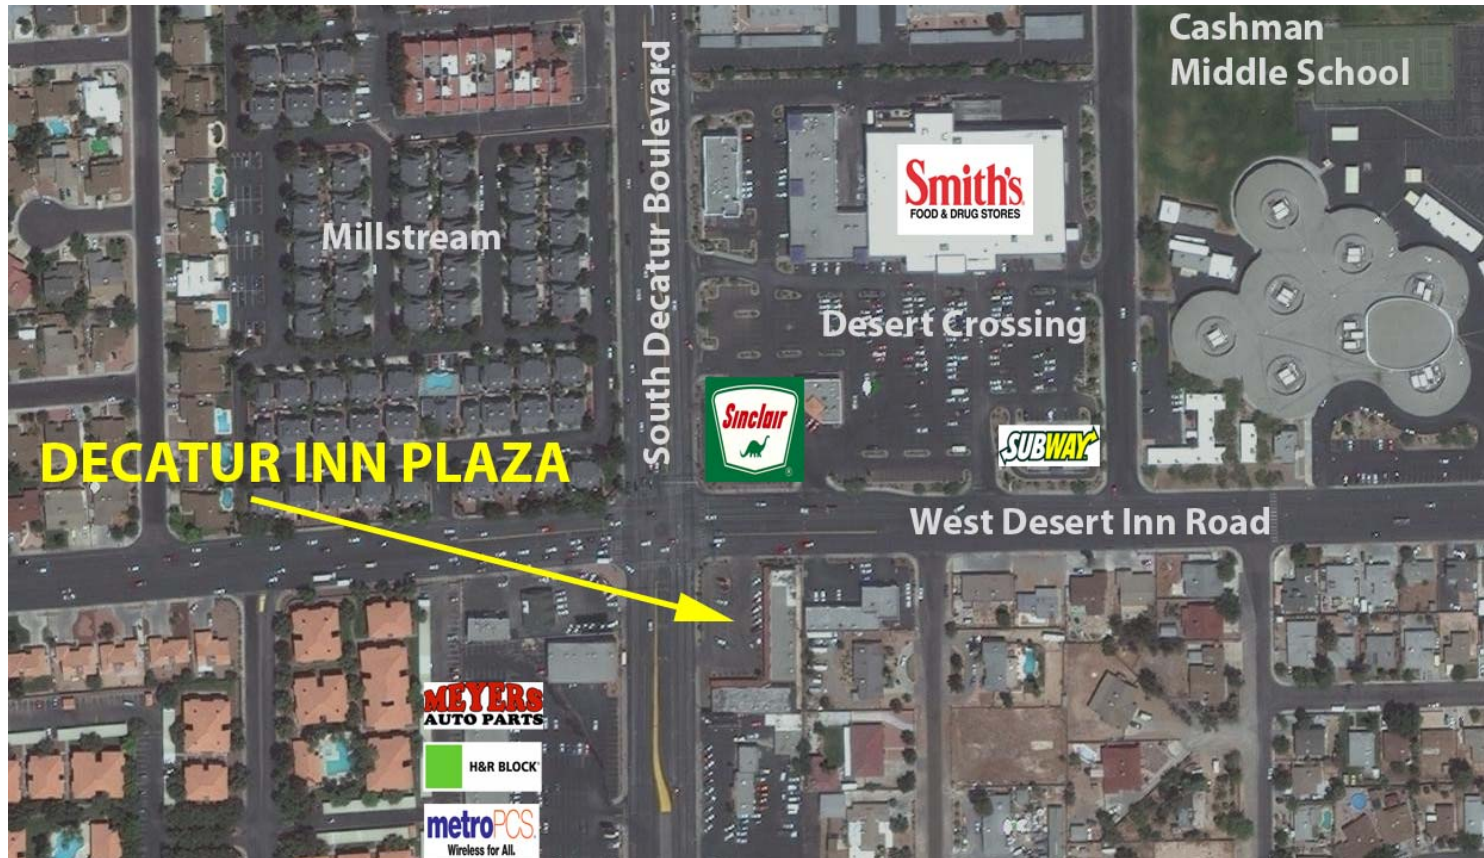 Cashman
Middle School
South Decatur Boulevard
Smith's
FOOD & DRUG STORES
Millstream
Desert Crossing
Sinclair
SUBWAY
DECATUR INN PLAZA
West Desert Inn Road
MEYERS
AUTO PARTS
H&R BLOCK
metroPCS.
Wireless for All.